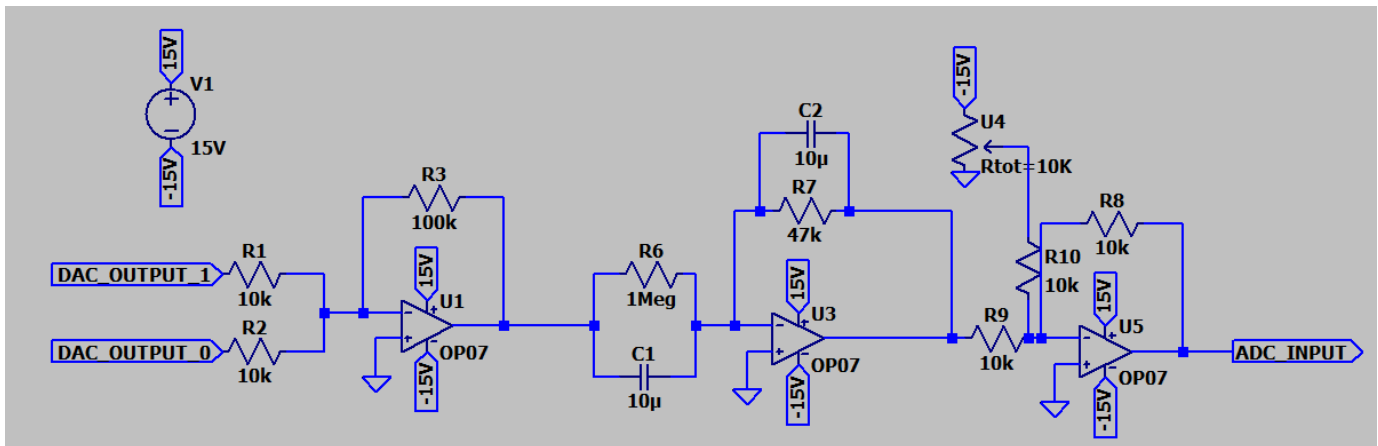 15V
V1
15V
-15V
DAC_OUTPUT_1
R1
10k
DAC_OUTPUT_0
R2
10k
R3
100k
15V
U1
OP07
-15V
R6
1Meg
C1
10µ
C2
10µ
R7
47k
15V
U3
OP07
-15V
-15V
U4
Rtot=10K
R8
10k
R10
10k
R9
10k
15V
U5
OP07
-15V
ADC_INPUT